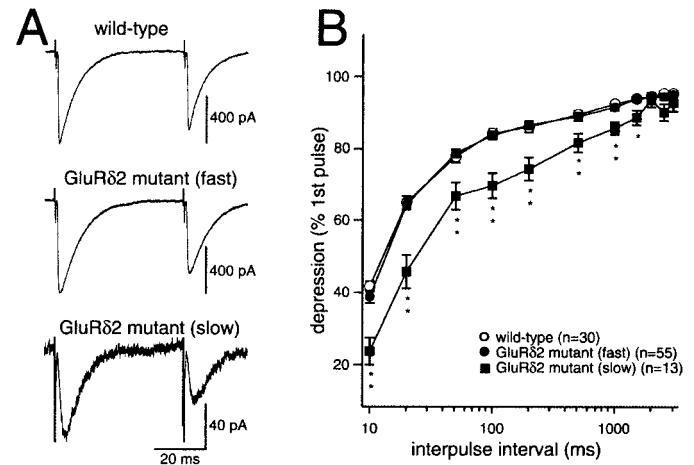 A
wild-type
400 pA
GluRδ2 mutant (fast)
400 pA
GluRδ2 mutant (slow)
40 pA
20 ms
B
depression (% 1st pulse)
100
80
60
40
20
* *
* *
* *
* *
* *
* *
* *
*
wild-type (n=30)
GluRδ2 mutant (fast) (n=55)
GluRδ2 mutant (slow) (n=13)
10
100
1000
interpulse interval (ms)